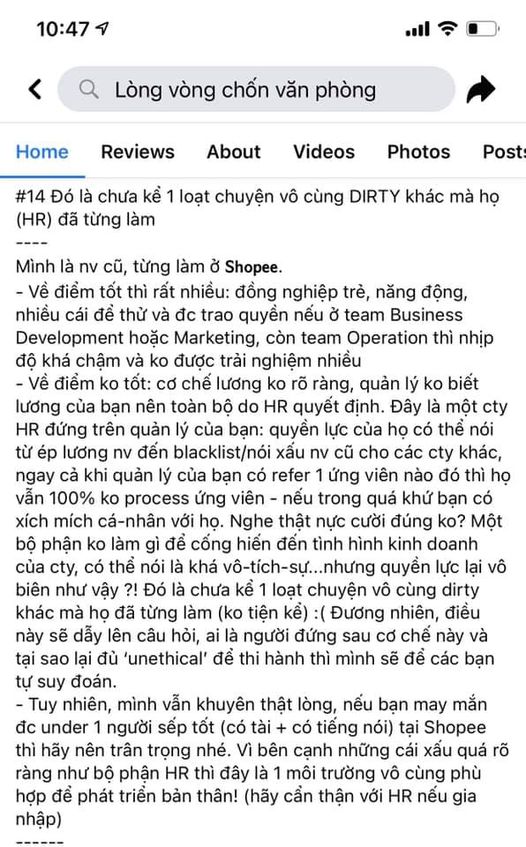 10:47
Lòng vòng chốn văn phòng
Home Reviews About Videos Photos Posts
#14 Đó là chưa kể 1 loạt chuyện vô cùng DIRTY khác mà họ
(HR) đã từng làm
----
Mình là nv cũ, từng làm ở Shopee.
- Về điểm tốt thì rất nhiều: đồng nghiệp trẻ, năng động,
nhiều cái để thử và đc trao quyền nếu ở team Business
Development hoặc Marketing, còn team Operation thì nhịp
độ khá chậm và ko được trải nghiệm nhiều
- Về điểm ko tốt: cơ chế lương ko rõ ràng, quản lý ko biết
lương của bạn nên toàn bộ do HR quyết định. Đây là một cty
HR đứng trên quản lý của bạn: quyền lực của họ có thể nói
từ ép lương nv đến blacklist/nói xấu nv cũ cho các cty khác,
ngay cả khi quản lý của bạn có refer 1 ứng viên nào đó thì họ
vẫn 100% ko process ứng viên - nếu trong quá khứ bạn có
xích mích cá-nhân với họ. Nghe thật nực cười đúng ko? Một
bộ phận ko làm gì để cống hiến đến tình hình kinh doanh
của cty, có thể nói là khá vô-tích-sự...nhưng quyền lực lại vô
biên như vậy ?! Đó là chưa kể 1 loạt chuyện vô cùng dirty
khác mà họ đã từng làm (ko tiện kể) :( Đương nhiên, điều
này sẽ dẫy lên câu hỏi, ai là người đứng sau cơ chế này và
tại sao lại đủ ‘unethical’ để thi hành thì mình sẽ để các bạn
tự suy đoán.
- Tuy nhiên, mình vẫn khuyên thật lòng, nếu bạn may mắn
đc under 1 người sếp tốt (có tài + có tiếng nói) tại Shopee
thì hãy nên trân trọng nhé. Vì bên cạnh những cái xấu quá rõ
ràng như bộ phận HR thì đây là 1 môi trường vô cùng phù
hợp để phát triển bản thân! (hãy cẩn thận với HR nếu gia
nhập)
------